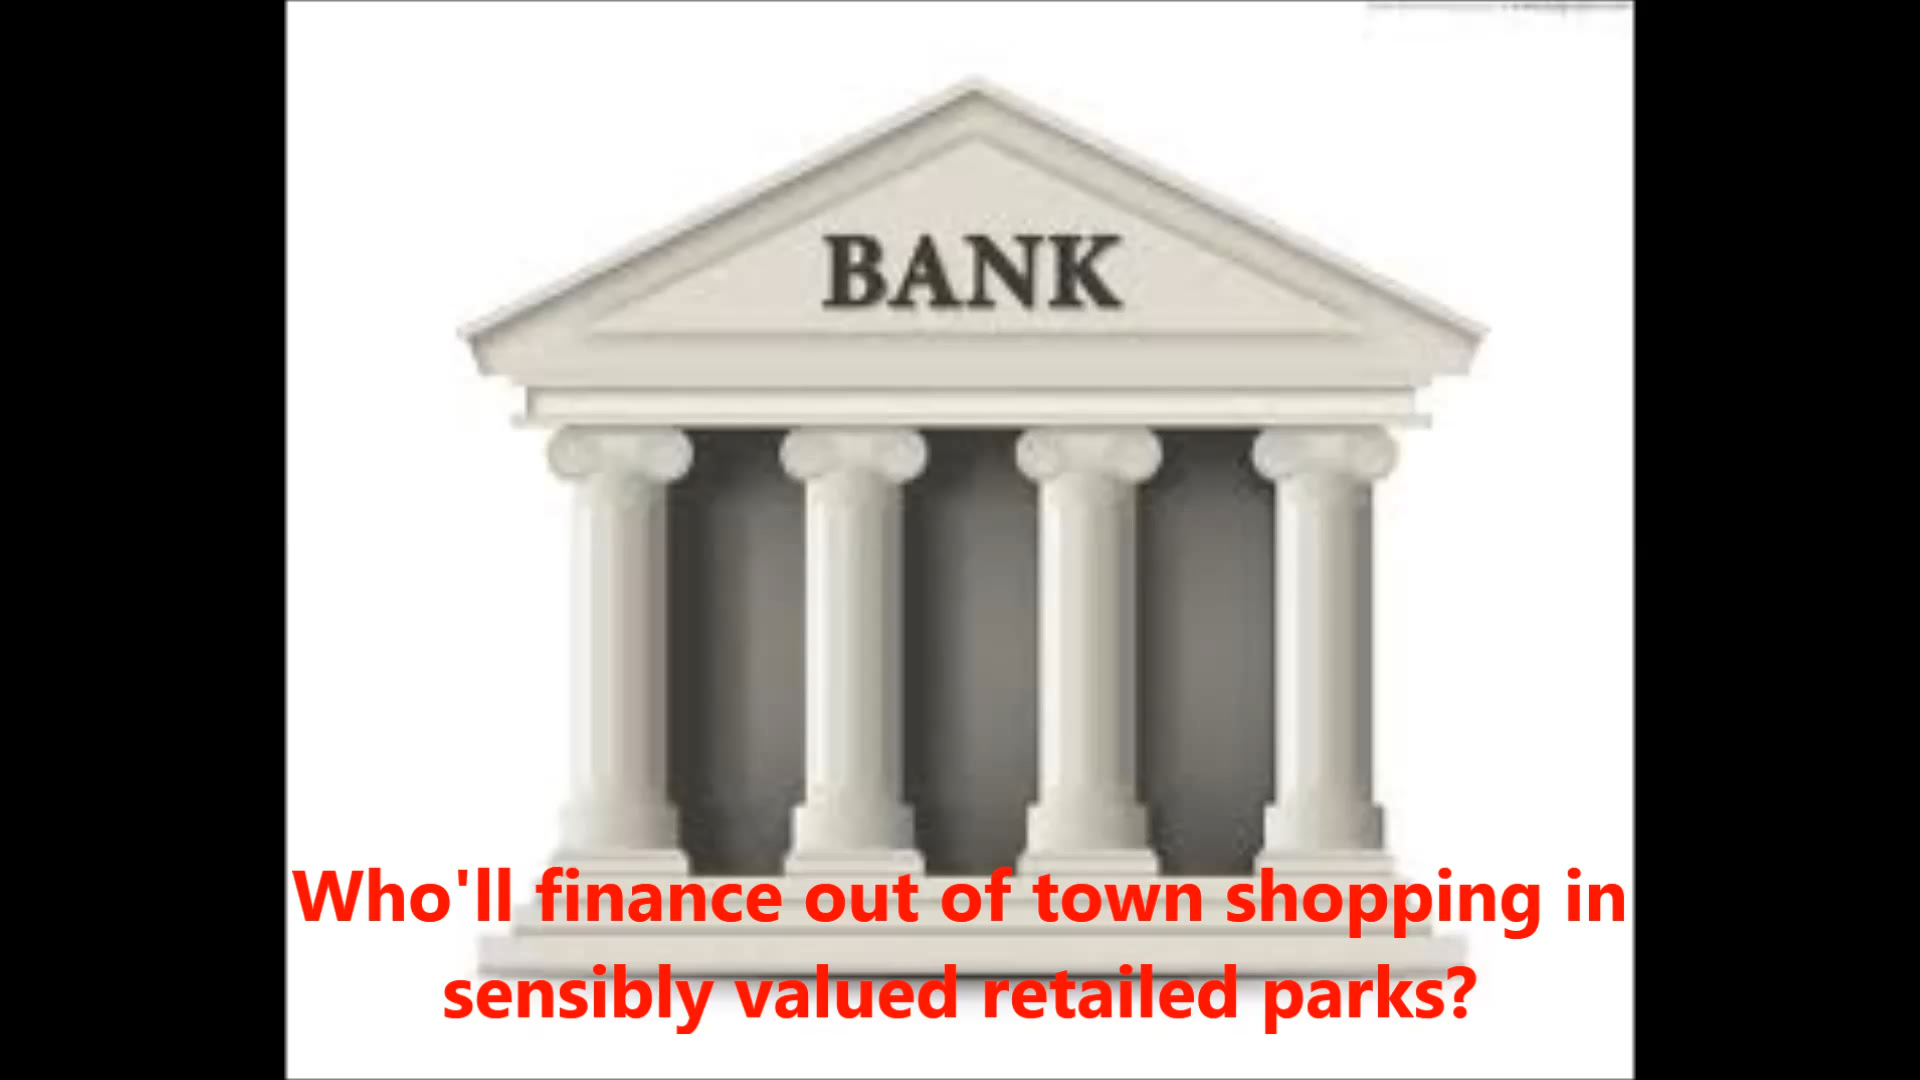 BANK
Who'll finance out of town shopping in
sensibly valued retailed parks?